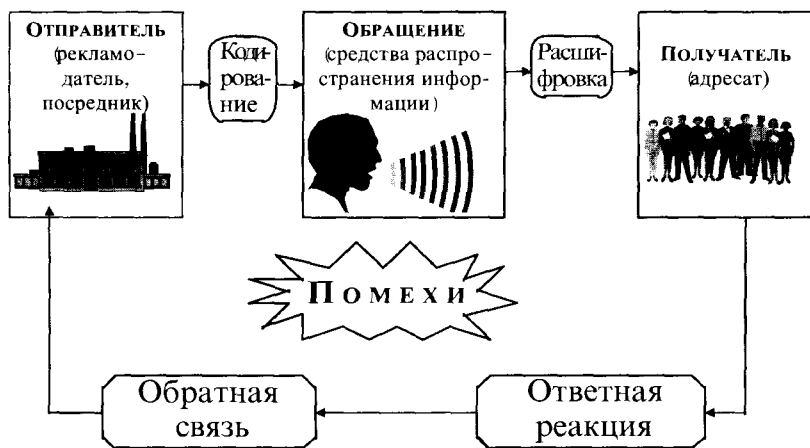 ОТПРАВИТЕЛЬ
(рекламо-
датель,
посредник)
Коди-
рова-
ние
ОБРАЩЕНИЕ
(средства распро-
странения инфор-
мации)
Расши-
фровка
ПОЛУЧАТЕЛЬ
(адресат)
ПОМЕХИ
Обратная
связь
Ответная
реакция